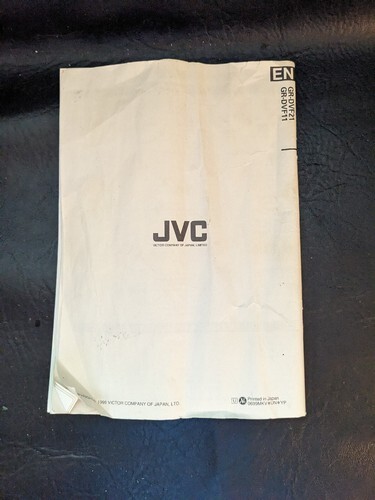 EN
GR-DVF21
GR-DVF11
JVC
VICTOR COMPANY OF JAPAN, LIMITED
VICTOR COMPANY OF JAPAN, LTD.
Printed in Japan